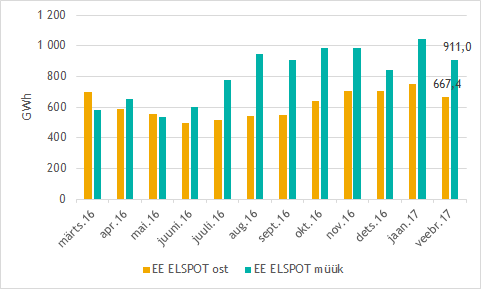 1 200
1 000
800
600
400
200
0
GWh
911,0
667,4
märts.16
apr.16
mai.16
juuni.16
juuli.16
aug.16
sept.16
okt.16
nov.16
dets.16
jaan.17
veebr.17
EE ELSPOT ost
EE ELSPOT müük